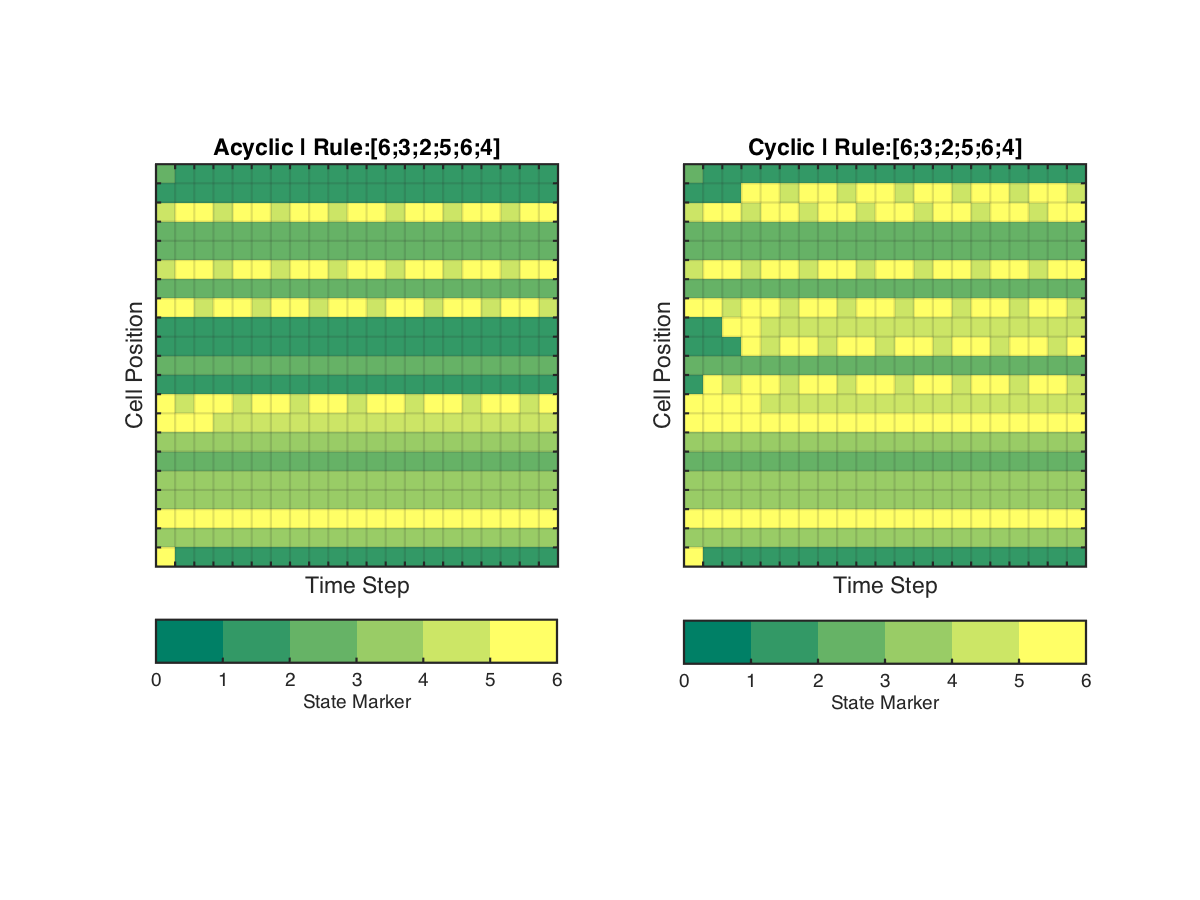 Acyclic | Rule:[6;3;2;5;6;4]
Cell Position
Time Step
0 1 2 3 4 5 6
State Marker
Cyclic | Rule:[6;3;2;5;6;4]
Cell Position
Time Step
0 1 2 3 4 5 6
State Marker